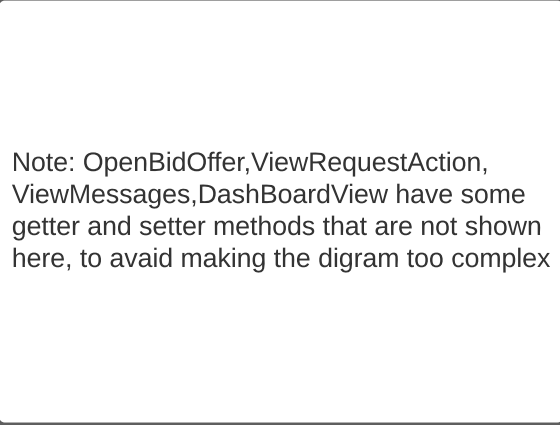 Note: OpenBidOffer,ViewRequestAction,
ViewMessages,DashBoardView have some
getter and setter methods that are not shown
here, to avaid making the digram too complex